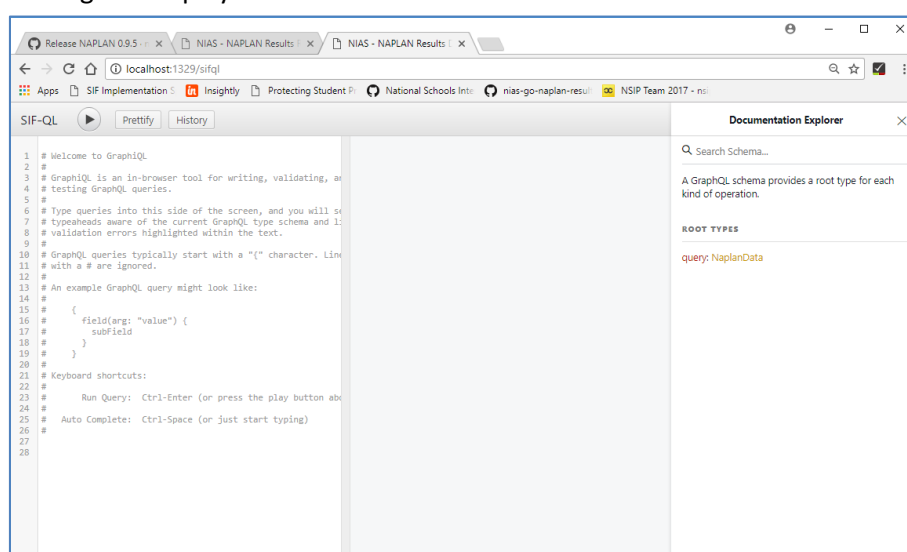 Release NAPLAN 0.9.5 - n
NIAS - NAPLAN Results
NIAS - NAPLAN Results
localhost:1329/sifql
Apps SIF Implementation S Insightly Protecting Student P National Schools Inte nias-go-naplan-resul NSIP Team 2017 - nsi
SIF-QL Prettify History
Documentation Explorer
Search Schema...
A GraphQL schema provides a root type for each
kind of operation.
ROOT TYPES
query: NaplanData
1 # Welcome to GraphiQL
2 #
3 # GraphiQL is an in-browser tool for writing, validating, a
4 # testing GraphQL queries.
5 #
6 # Type queries into this side of the screen, and you will s
7 # typeaheads aware of the current GraphQL type schema and li
8 # validation errors highlighted within the text.
9 #
10 # GraphQL queries typically start with a "{" character. Line
11 # with a # are ignored.
12 #
13 # An example GraphQL query might look like:
14 #
15 # {
16 # field(arg: "value") {
17 # subField
18 # }
19 # }
20 #
21 # Keyboard shortcuts:
22 #
23 # Run Query: Ctrl-Enter (or press the play button abo
24 #
25 # Auto Complete: Ctrl-Space (or just start typing)
26 #
27
28